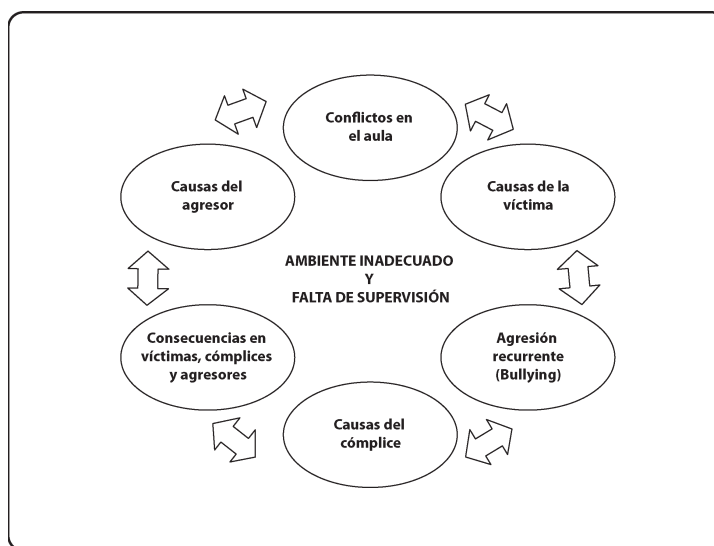 Conflictos en
el aula
Causas del
agresor
Causas de la
víctima
AMBIENTE INADECUADO
Y
FALTA DE SUPERVISIÓN
Consecuencias en
víctimas, cómplices
y agresores
Agresión
recurrente
(Bullying)
Causas del
cómplice